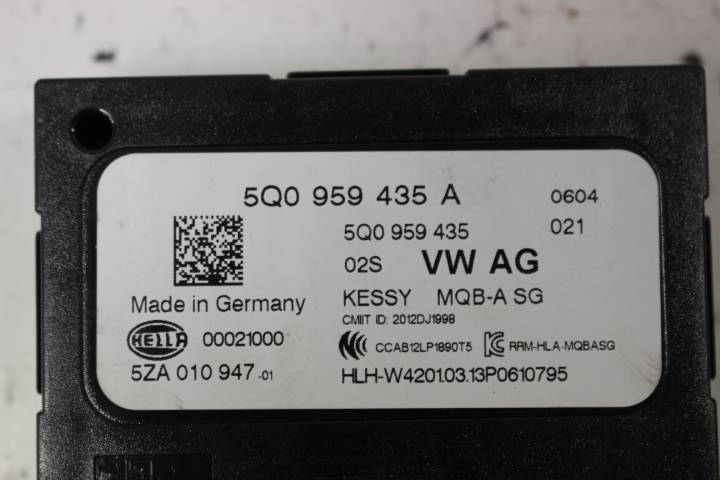 5Q0 959 435 A
0604
5Q0 959 435
021
02S VW AG
Made in Germany
KESSY MQB-A SG
CMIIT ID: 2012DJ1998
HELLA 00021000
CCAB12LP1890T5
RRM-HLA-MQBASG
5ZA 010 947 -01
HLH-W4201.03.13P0610795